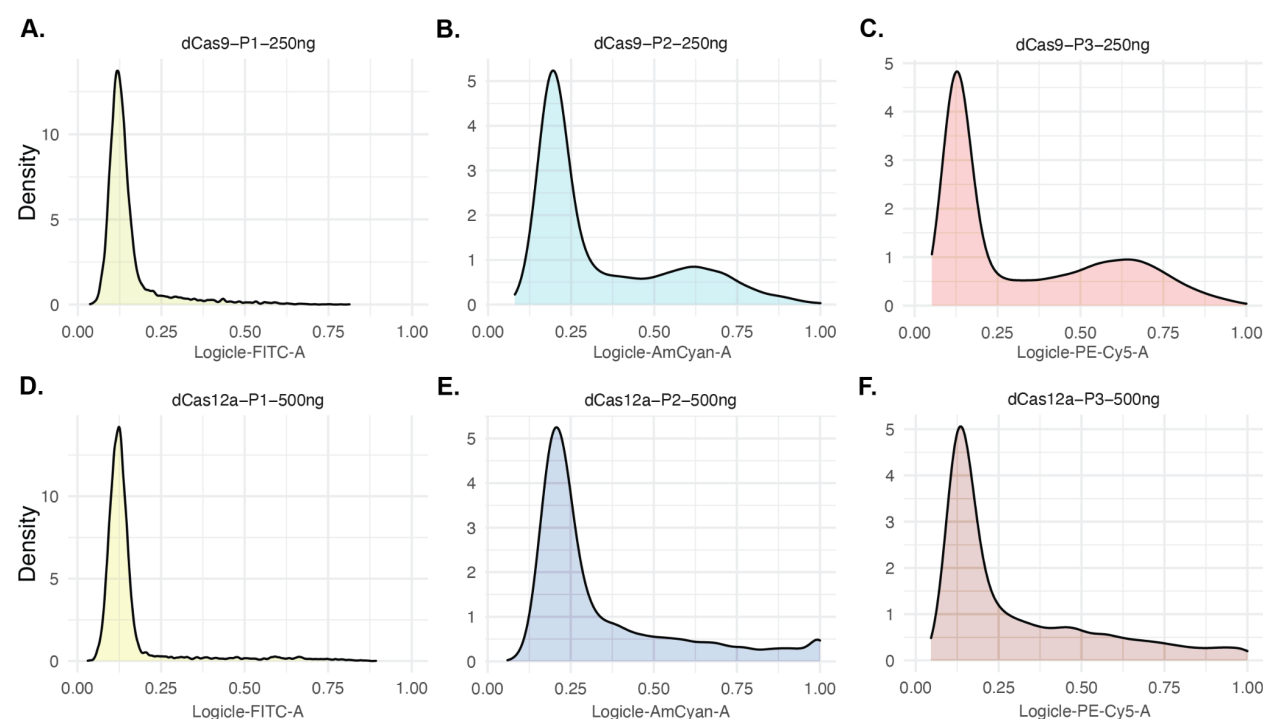 A.
dCas9–P1–250ng
Density
10
5
0
0.00 0.25 0.50 0.75 1.00
Logicle-FITC-A
B.
dCas9–P2–250ng
5
4
3
2
1
0
0.00 0.25 0.50 0.75 1.00
Logicle-AmCyan-A
C.
dCas9–P3–250ng
5
4
3
2
1
0
0.00 0.25 0.50 0.75 1.00
Logicle-PE-Cy5-A
D.
dCas12a–P1–500ng
Density
10
5
0
0.00 0.25 0.50 0.75 1.00
Logicle-FITC-A
E.
dCas12a–P2–500ng
5
4
3
2
1
0
0.00 0.25 0.50 0.75 1.00
Logicle-AmCyan-A
F.
dCas12a–P3–500ng
5
4
3
2
1
0
0.00 0.25 0.50 0.75 1.00
Logicle-PE-Cy5-A